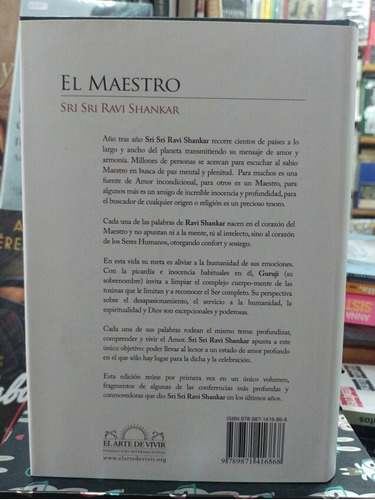 EL MAESTRO
SRI SRI RAVI SHANKAR
Año tras año Sri Sri Ravi Shankar recorre cientos de países a lo
largo y ancho del planeta transmitiendo su mensaje de amor y
armonía. Millones de personas se acercan para escuchar al sabio
Maestro en busca de paz mental y plenitud. Para muchos es una
fuente de Amor incondicional, para otros es un Maestro, para
algunos más es un amigo de increíble inocencia y profundidad, para
el buscador de cualquier origen o religión es un precioso tesoro.
Cada una de las palabras de Ravi Shankar nacen en el corazón del
Maestro y no apuntan ni a la mente, ni al intelecto, sino al corazón
de los Seres Humanos, otorgando confort y sosiego.
En esta vida su meta es aliviar a la humanidad de sus emociones.
Con la picardía e inocencia habituales en él, Guruji (su
sobrenombre) invita a limpiar el complejo cuerpo-mente de las
toxinas que le limitan y a reconocer el Ser completo. Su perspectiva
sobre el desapasionamiento, el servicio a la humanidad, la
espiritualidad y Dios son excepcionales y poderosas.
Cada una de sus palabras rodean el mismo tema: profundizar,
comprender y vivir el Amor. Sri Sri Ravi Shankar apunta a este
único objetivo: poder llevar al lector a un estado de amor profundo
en el que sólo hay lugar para la dicha y la celebración.
Esta edición reúne por primera vez en un único volumen,
fragmentos de algunas de las conferencias más profundas y
conmovedoras que dio Sri Sri Ravi Shankar en los últimos años.
ISBN 978-987-1416-86-8
9789871416868
EL ARTE DE VIVIR
FUNDACIÓN INTERNACIONAL
www.elartedevivir.org